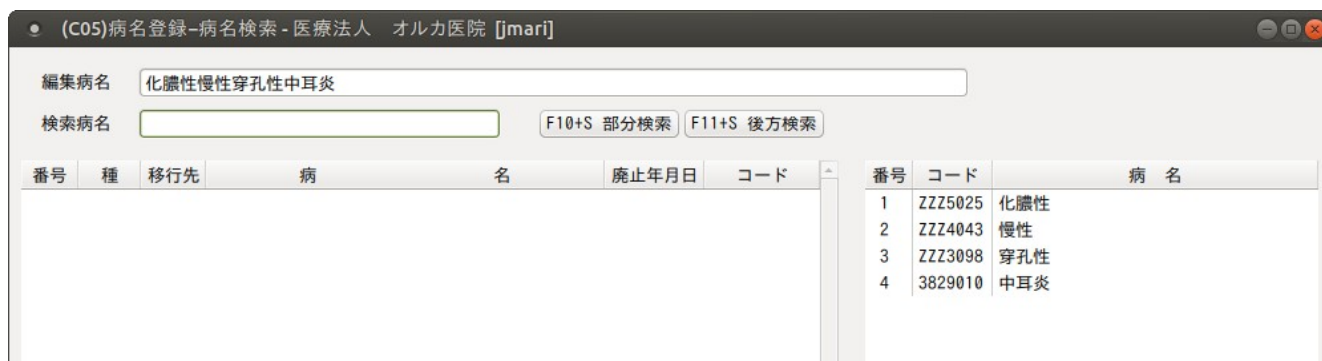 (C05)病名登録–病名検索 - 医療法人　オルカ医院 [jmari]
編集病名 化膿性慢性穿孔性中耳炎
検索病名 F10+S 部分検索 F11+S 後方検索
番号 種 移行先 病 名 廃止年月日 コード 番号 コード 病 名
1 ZZZ5025 化膿性
2 ZZZ4043 慢性
3 ZZZ3098 穿孔性
4 3829010 中耳炎